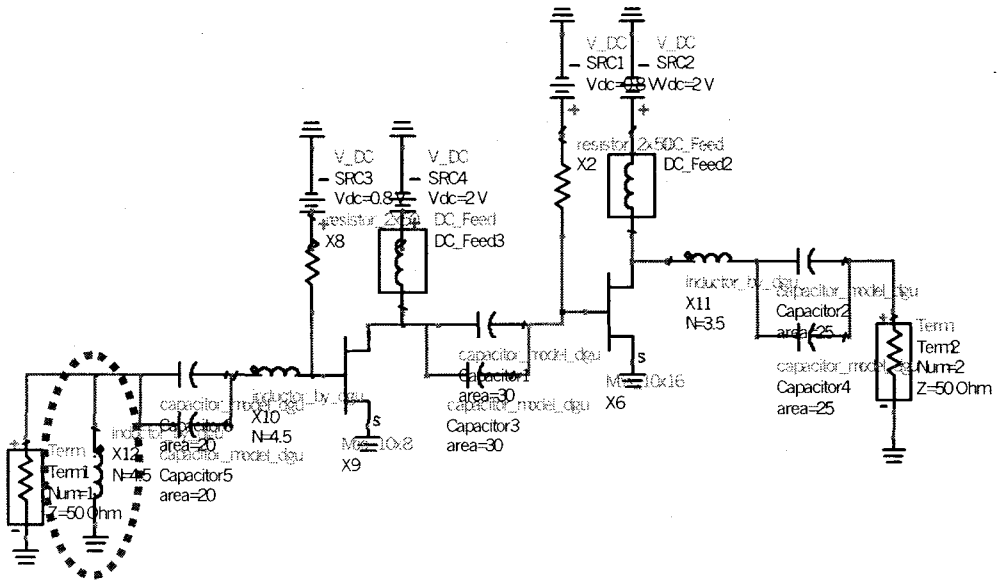 V_DC
SRC1
V_DC
SRC2
Vdc=2 V
resistor_2x50
X2
DC_Feed
DC_Feed2
V_DC
SRC3
Vdc=0.8 V
V_DC
SRC4
Vdc=2 V
X8
DC_Feed
DC_Feed3
inductor_by_dgu
X11
N=3.5
capacitor_model_dgu
Capacitor2
area=25
capacitor_model_dgu
Capacitor4
area=25
Term
Term2
Num=2
Z=50 Ohm
capacitor_model_dgu
Capacitor1
area=30
capacitor_model_dgu
Capacitor3
area=30
S
X6
S
X9
capacitor_model_dgu
area=20
capacitor_model_dgu
Capacitor5
area=20
inductor_by_dgu
X10
N=4.5
X12
N=4.5
Term
Term1
Num=1
Z=50 Ohm